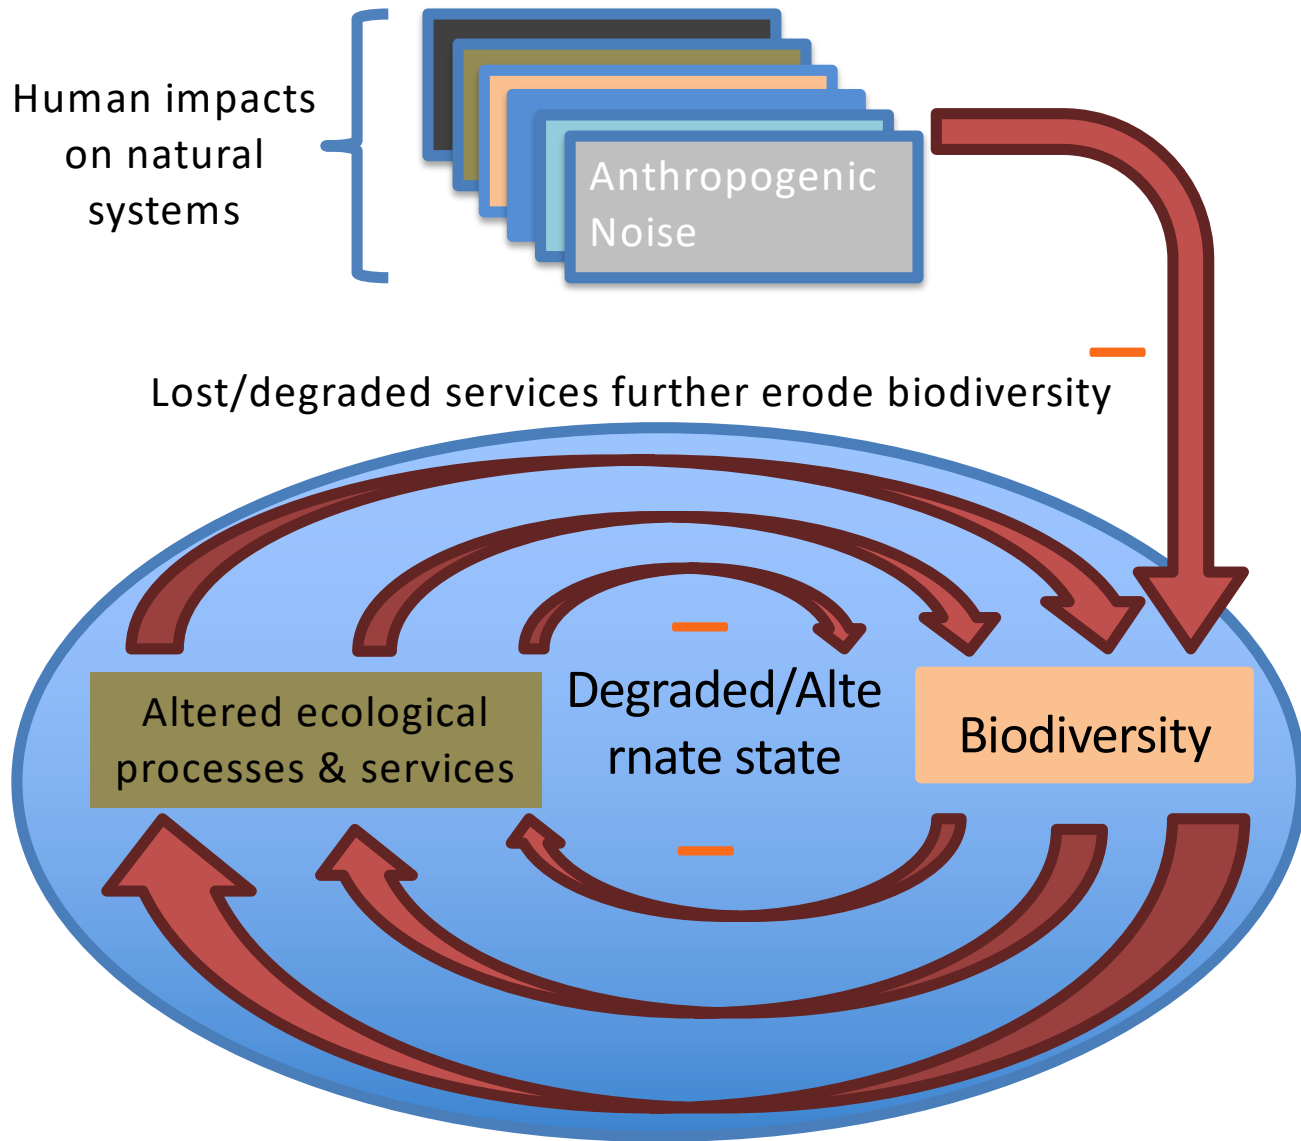 Human impacts
on natural
systems
Anthropogenic
Noise
Lost/degraded services further erode biodiversity
Altered ecological
processes & services
Degraded/Alte
rnate state
Biodiversity